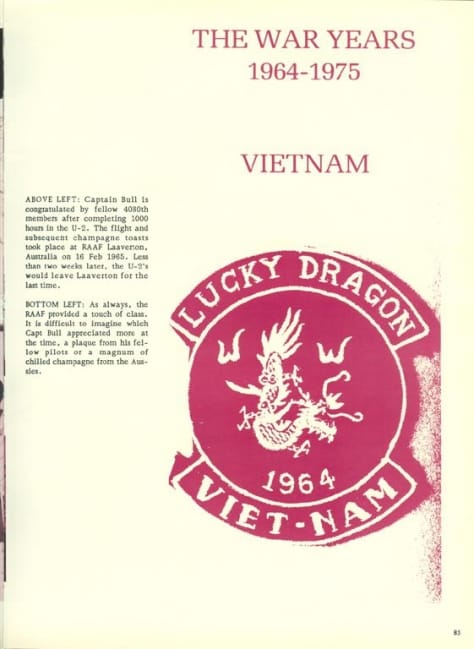 THE WAR YEARS
1964-1975
VIETNAM
ABOVE LEFT: Captain Bull is
congratulated by fellow 4080th
members after completing 1000
hours in the U-2. The flight and
subsequent champagne toasts
took place at RAAF Laaverton,
Australia on 16 Feb 1965. Less
than two weeks later, the U-2's
would leave Laaverton for the
last time.
BOTTOM LEFT: As always, the
RAAF provided a touch of class.
It is difficult to imagine which
Capt Bull appreciated more at
the time, a plaque from his fel-
low pilots or a magnum of
chilled champagne from the Aus-
sies.
LUCKY DRAGON
1964
VIET-NAM
83